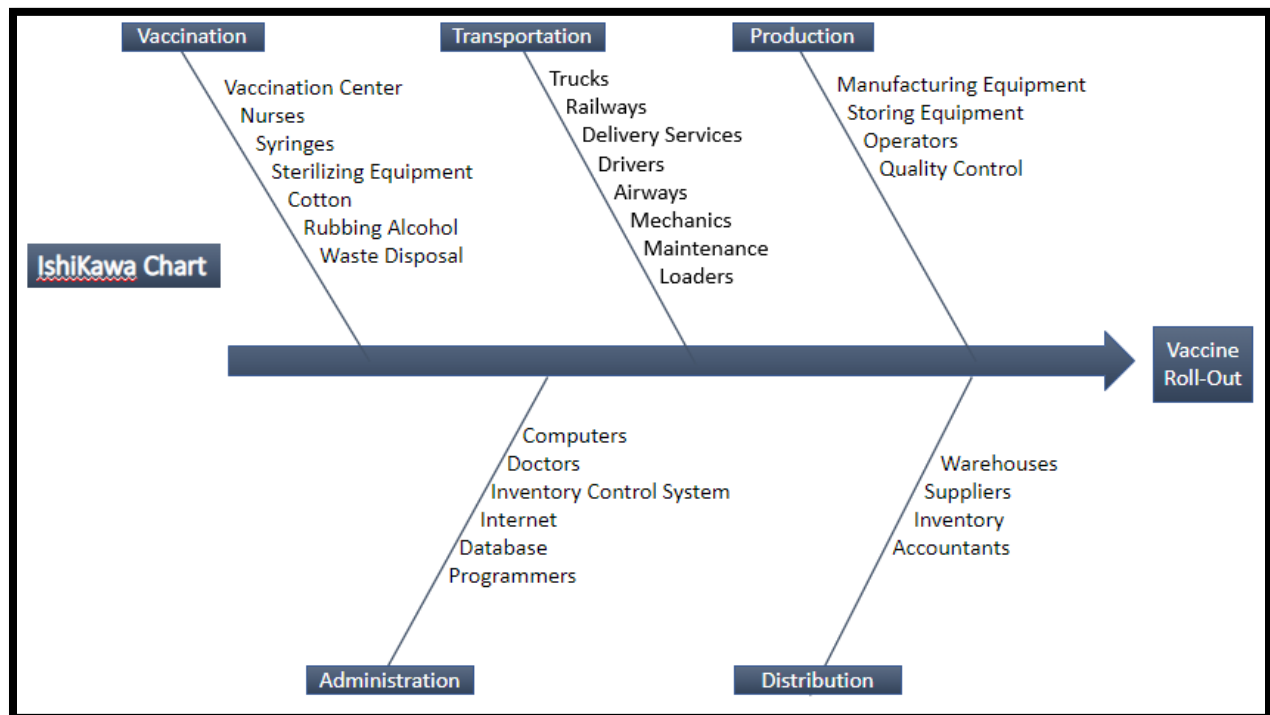 Vaccination
Transportation
Production
Vaccination Center
Nurses
Syringes
Sterilizing Equipment
Cotton
Rubbing Alcohol
Waste Disposal
Trucks
Railways
Delivery Services
Drivers
Airways
Mechanics
Maintenance
Loaders
Manufacturing Equipment
Storing Equipment
Operators
Quality Control
IshiKawa Chart
Vaccine
Roll-Out
Computers
Doctors
Inventory Control System
Internet
Database
Programmers
Warehouses
Suppliers
Inventory
Accountants
Administration
Distribution